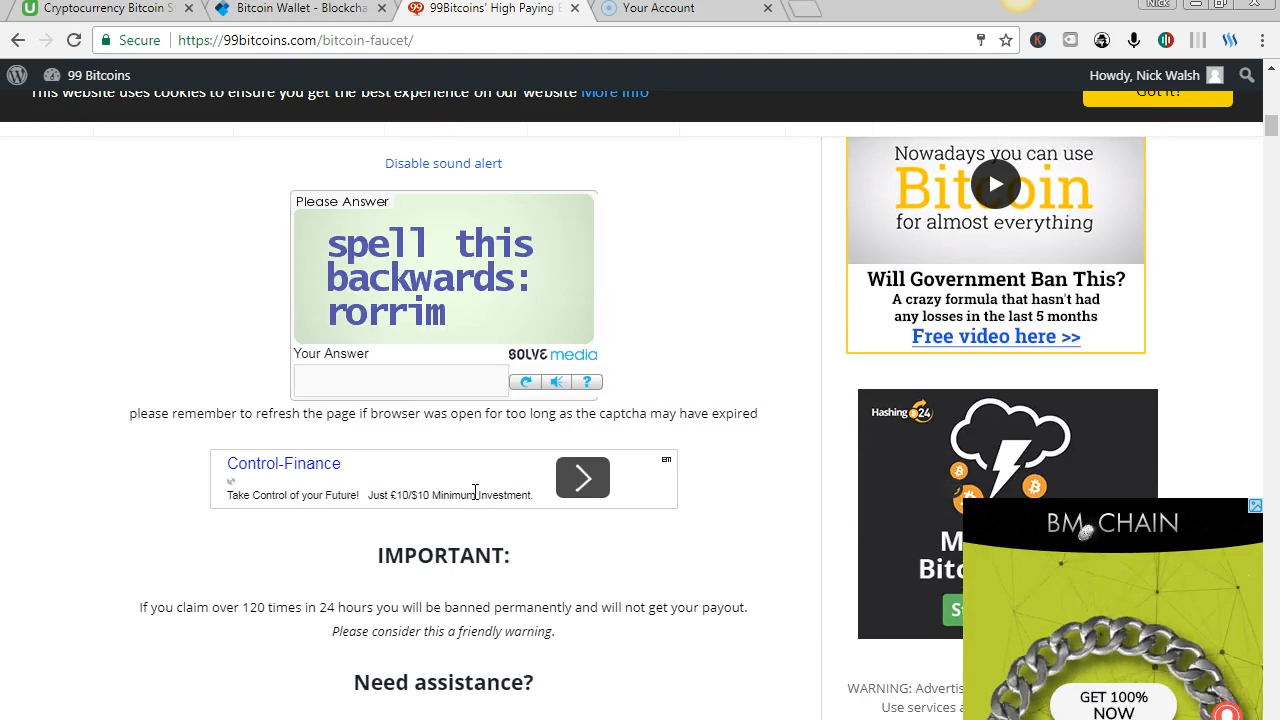 Cryptocurrency Bitcoin S
Bitcoin Wallet - Blockcha
99Bitcoins' High Paying
Your Account
Nick
Secure
https://99bitcoins.com/bitcoin-faucet/
99 Bitcoins
Howdy, Nick Walsh
This website uses cookies to ensure you get the best experience on our website More info
Got it!
Disable sound alert
Please Answer
spell this
backwards:
rorrim
Your Answer
SOLVE media
please remember to refresh the page if browser was open for too long as the captcha may have expired
Control-Finance
Take Control of your Future! Just £10/$10 Minimum Investment.
IMPORTANT:
If you claim over 120 times in 24 hours you will be banned permanently and will not get your payout.
Please consider this a friendly warning.
Need assistance?
Nowadays you can use
Bitcoin
for almost everything
Will Government Ban This?
A crazy formula that hasn't had
any losses in the last 5 months
Free video here >>
Hashing 24
M
Bitc
St
BM CHAIN
GET 100%
NOW
WARNING: Advertis
Use services a